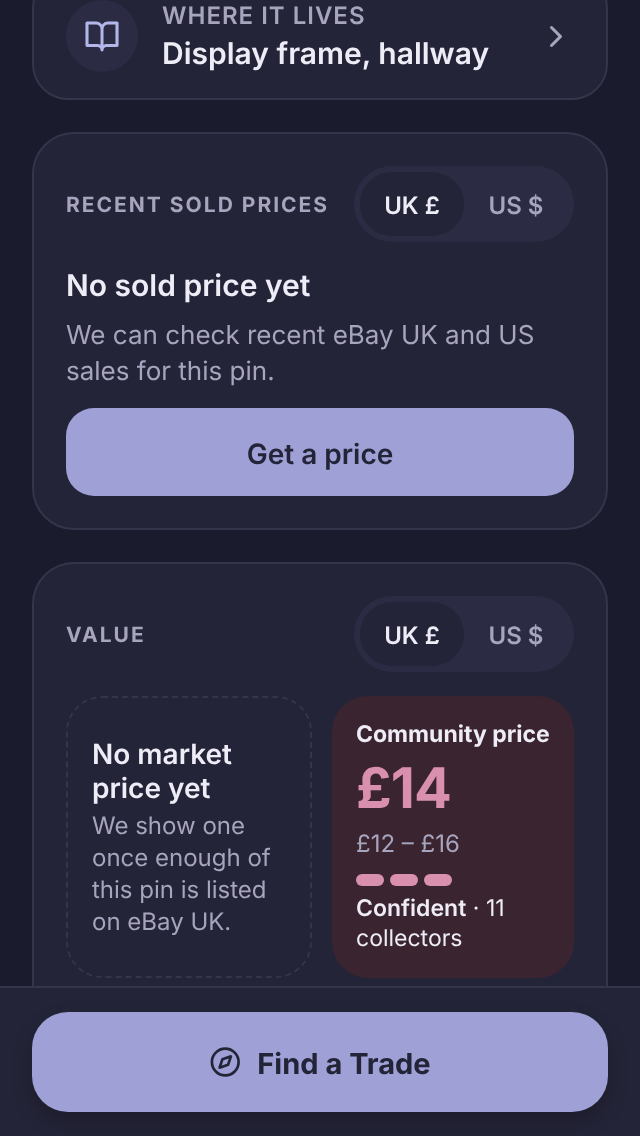 WHERE IT LIVES
Display frame, hallway
RECENT SOLD PRICES
UK £ US $
No sold price yet
We can check recent eBay UK and US
sales for this pin.
Get a price
VALUE
UK £ US $
No market
price yet
We show one
once enough of
this pin is listed
on eBay UK.
Community price
£14
£12 – £16
Confident · 11
collectors
Find a Trade